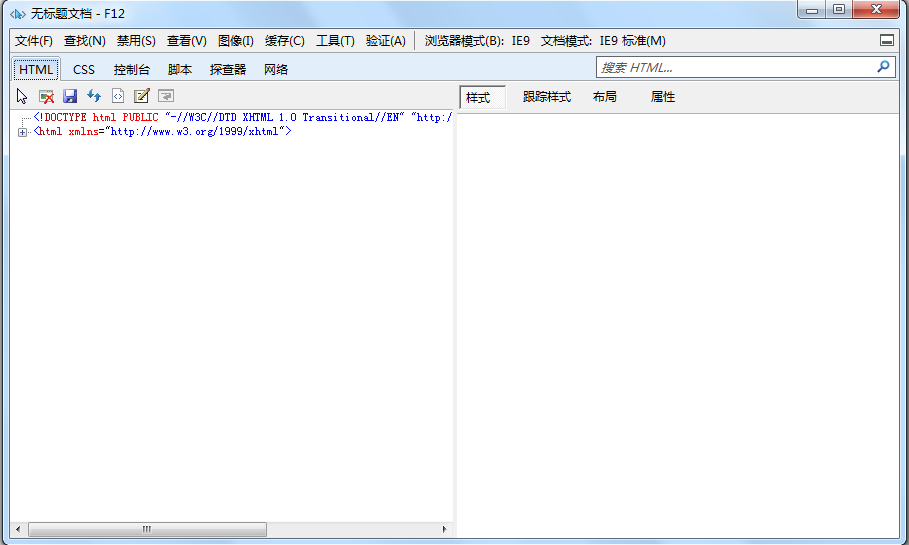 无标题文档 - F12
文件(F) 查找(N) 禁用(S) 查看(V) 图像(I) 缓存(C) 工具(T) 验证(A) 浏览器模式(B): IE9 文档模式: IE9 标准(M)
HTML CSS 控制台 脚本 探查器 网络 搜索 HTML...
样式 跟踪样式 布局 属性
<!DOCTYPE html PUBLIC "-//W3C//DTD XHTML 1.0 Transitional//EN" "http:/
<html xmlns="http://www.w3.org/1999/xhtml">